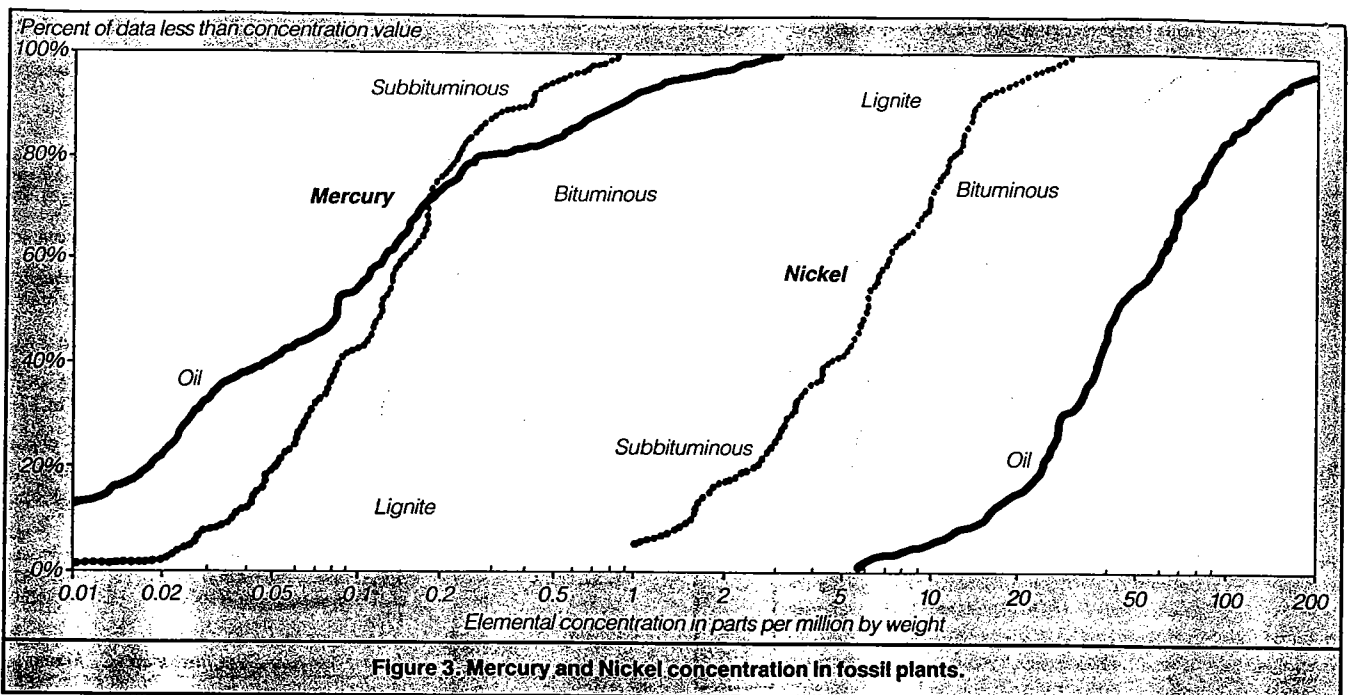 Percent of data less than concentration value
100%
Subbituminous
Lignite
80%
Mercury
Bituminous
Bituminous
60%
Nickel
40%
Oil
Subbituminous
20%
Oil
Lignite
0%
0.01 0.02 0.05 0.1 0.2 0.5 1 2 5 10 20 50 100 200
Elemental concentration in parts per million by weight
Figure 3. Mercury and Nickel concentration in fossil plants.